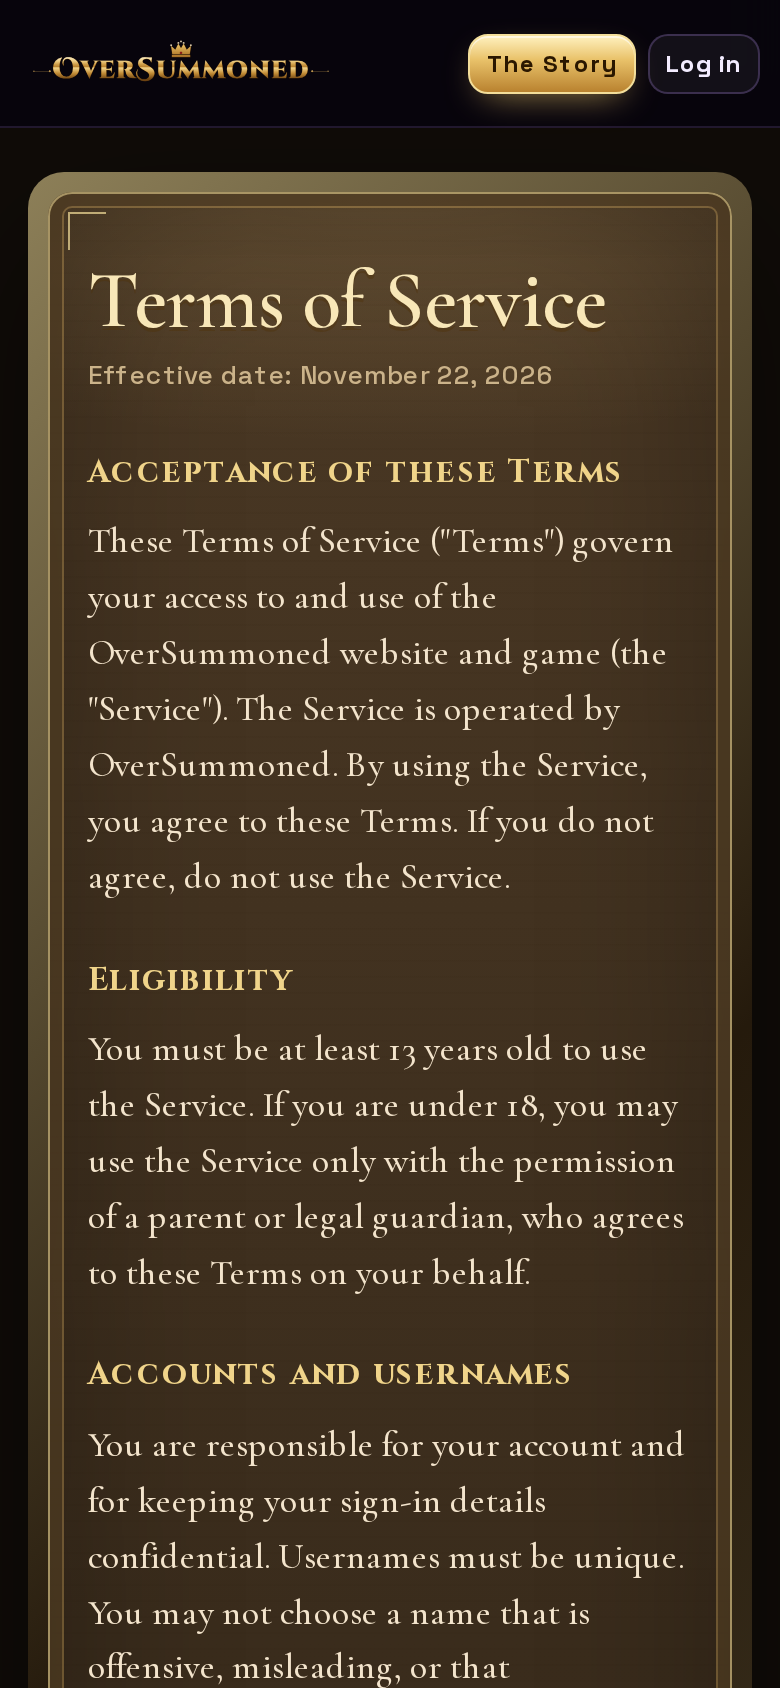 OverSummoned
The Story
Log in
Terms of Service
Effective date: November 22, 2026
Acceptance of these Terms
These Terms of Service ("Terms") govern
your access to and use of the
OverSummoned website and game (the
"Service"). The Service is operated by
OverSummoned. By using the Service,
you agree to these Terms. If you do not
agree, do not use the Service.
Eligibility
You must be at least 13 years old to use
the Service. If you are under 18, you may
use the Service only with the permission
of a parent or legal guardian, who agrees
to these Terms on your behalf.
Accounts and usernames
You are responsible for your account and
for keeping your sign-in details
confidential. Usernames must be unique.
You may not choose a name that is
offensive, misleading, or that